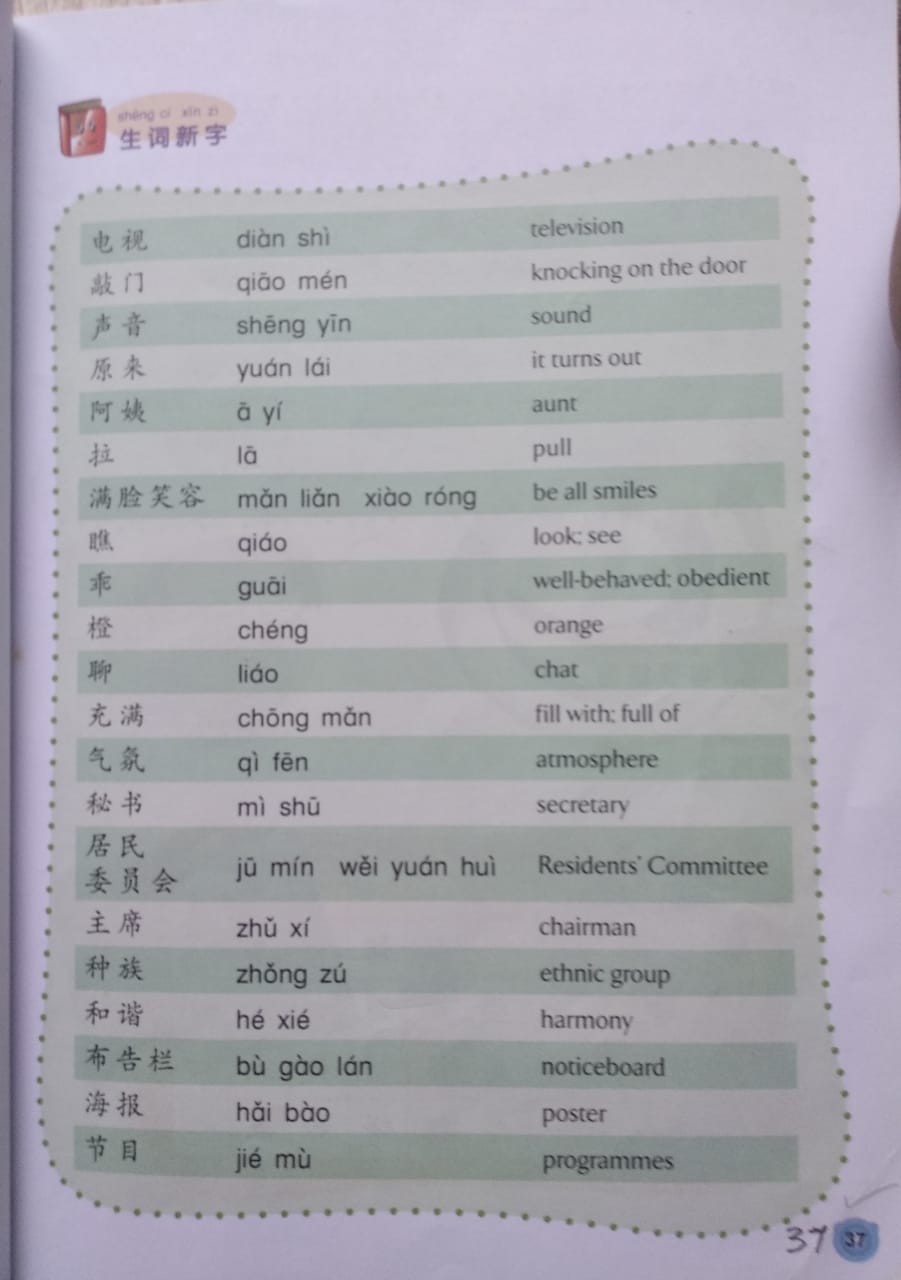 shēng cí xīn zì
生词新字
电视 diàn shì television
敲门 qiāo mén knocking on the door
声音 shēng yīn sound
原来 yuán lái it turns out
阿姨 ā yí aunt
拉 lā pull
满脸笑容 mǎn liǎn xiào róng be all smiles
瞧 qiáo look; see
乖 guāi well-behaved; obedient
橙 chéng orange
聊 liáo chat
充满 chōng mǎn fill with; full of
气氛 qì fēn atmosphere
秘书 mì shū secretary
居民
委员会 jū mín wěi yuán huì Residents' Committee
主席 zhǔ xí chairman
种族 zhǒng zú ethnic group
和谐 hé xié harmony
布告栏 bù gào lán noticeboard
海报 hǎi bào poster
节目 jié mù programmes
37 37